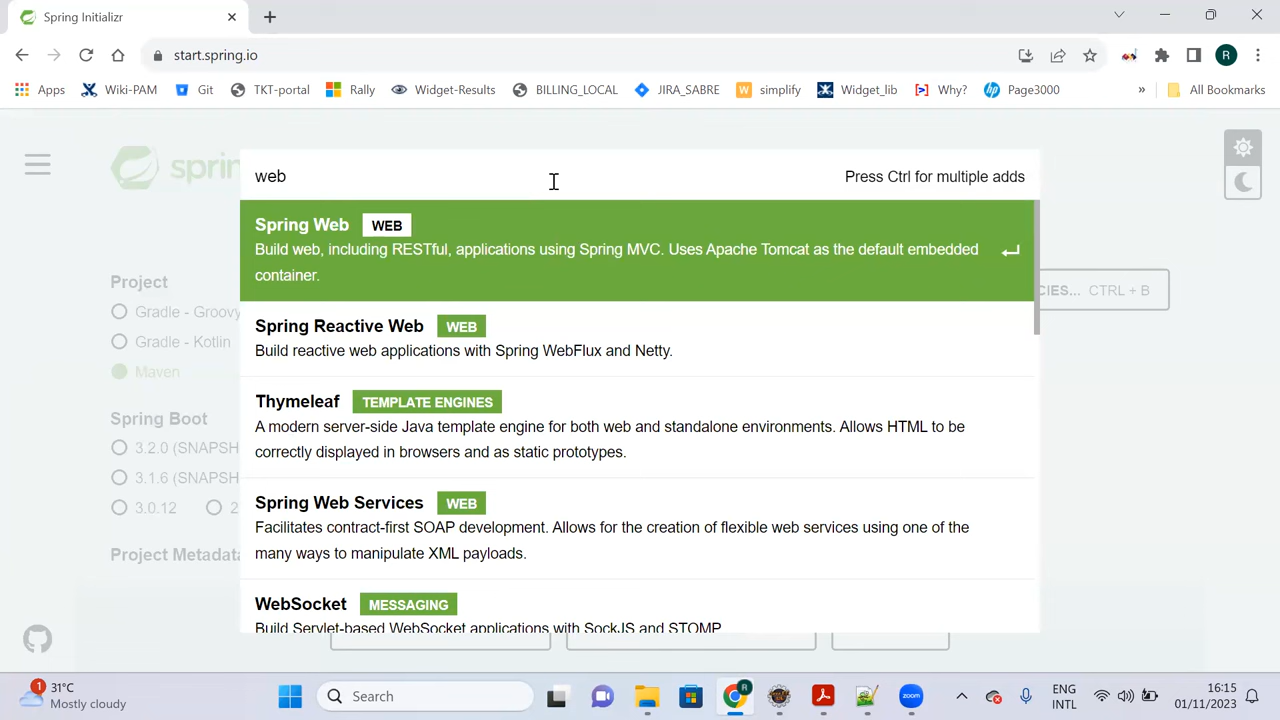 Spring Initializr
start.spring.io
R
Apps
Wiki-PAM
Git
TKT-portal
Rally
Widget-Results
BILLING_LOCAL
JIRA_SABRE
W simplify
Widget_lib
[>] Why?
hp Page3000
»
All Bookmarks
spring
web
Press Ctrl for multiple adds
Spring Web WEB
Build web, including RESTful, applications using Spring MVC. Uses Apache Tomcat as the default embedded
container.
Project
Gradle - Groovy
CIES... CTRL + B
Spring Reactive Web WEB
Gradle - Kotlin
Build reactive web applications with Spring WebFlux and Netty.
Maven
Thymeleaf TEMPLATE ENGINES
Spring Boot
A modern server-side Java template engine for both web and standalone environments. Allows HTML to be
3.2.0 (SNAPSH
correctly displayed in browsers and as static prototypes.
3.1.6 (SNAPSH
Spring Web Services WEB
3.0.12
2
Facilitates contract-first SOAP development. Allows for the creation of flexible web services using one of the
Project Metadata
many ways to manipulate XML payloads.
WebSocket MESSAGING
Build Servlet-based WebSocket applications with SockJS and STOMP.
1
31°C
Mostly cloudy
Search
R
zoom
ENG
INTL
16:15
01/11/2023